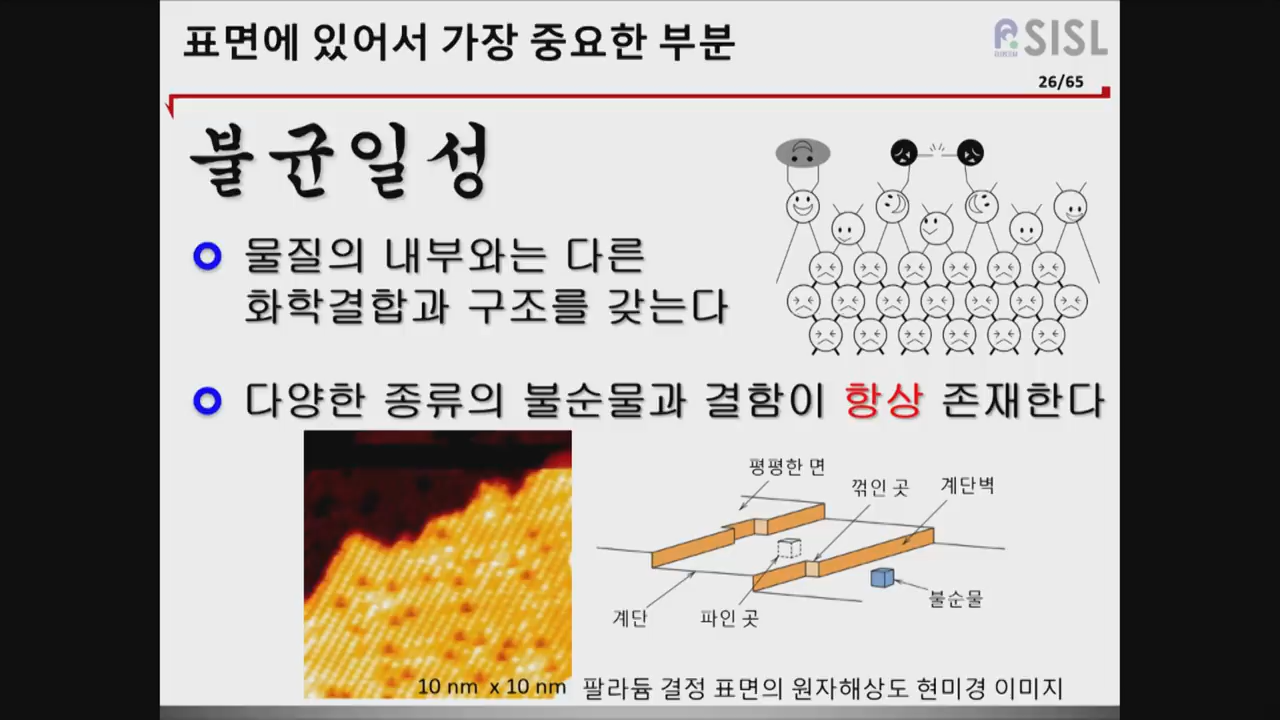 표면에 있어서 가장 중요한 부분
SISL
26/65
불균일성
물질의 내부와는 다른
화학결합과 구조를 갖는다
다양한 종류의 불순물과 결함이 항상 존재한다
평평한 면
꺾인 곳
계단벽
계단
파인 곳
불순물
10 nm x 10 nm
팔라듐 결정 표면의 원자해상도 현미경 이미지